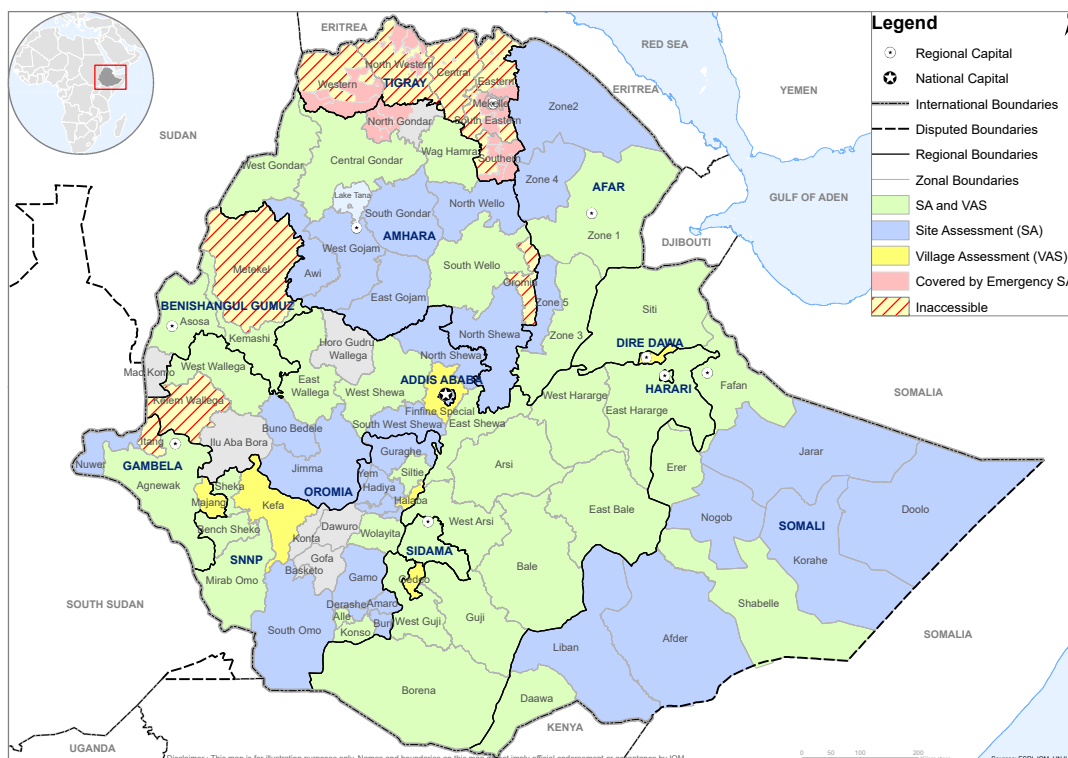 Legend
Regional Capital
National Capital
International Boundaries
Disputed Boundaries
Regional Boundaries
Zonal Boundaries
SA and VAS
Site Assessment (SA)
Village Assessment (VAS)
Covered by Emergency SA
Inaccessible
ERITREA
RED SEA
ERITREA
YEMEN
SUDAN
GULF OF ADEN
DJIBOUTI
SOMALIA
SOUTH SUDAN
SOMALIA
KENYA
UGANDA
North Western
Western
TIGRAY
Central
Eastern
Mekelle
South Eastern
Southern
North Gondar
Wag Hamra
West Gondar
Central Gondar
Zone2
Zone 4
AFAR
Zone 1
Lake Tana
South Gondar
North Wello
AMHARA
West Gojam
South Wello
Oromia
Awi
East Gojam
Metekel
Zone 5
Zone 3
BENISHANGUL GUMUZ
Asosa
Kemashi
North Shewa
Horo Gudru
Wallega
North Shewa
Siti
DIRE DAWA
HARARI
Fafan
Mao Komo
West Wallega
East
Wallega
West Shewa
ADDIS ABABA
Finfine Special
South West Shewa
East Shewa
West Hararge
East Hararge
Kelem Wallega
Itang
Ilu Aba Bora
Buno Bedele
Jimma
Nuwer
GAMBELA
Agnewak
Majang
Sheka
Kefa
OROMIA
Guraghe
Siltie
Yem
Hadiya
Halaba
Arsi
Erer
Jarar
Nogob
SOMALI
Doolo
Korahe
East Bale
Bench Sheko
SNNP
Mirab Omo
Konta
Dawuro
Wolayita
West Arsi
SIDAMA
Gofa
Basketo
Gamo
Gedeo
Bale
Shabelle
Derashe
Amaro
Alle
Burji
Konso
West Guji
Guji
South Omo
Liban
Afder
Borena
Daawa
0 50 100 200